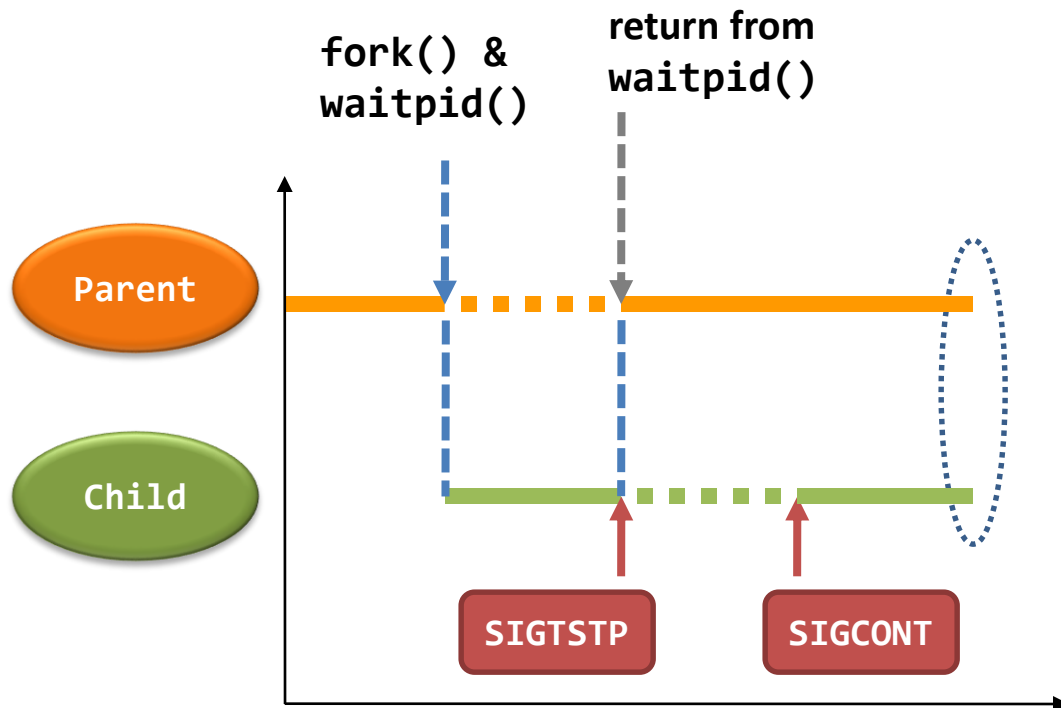 fork() &
waitpid()
return from
waitpid()
Parent
Child
SIGTSTP
SIGCONT